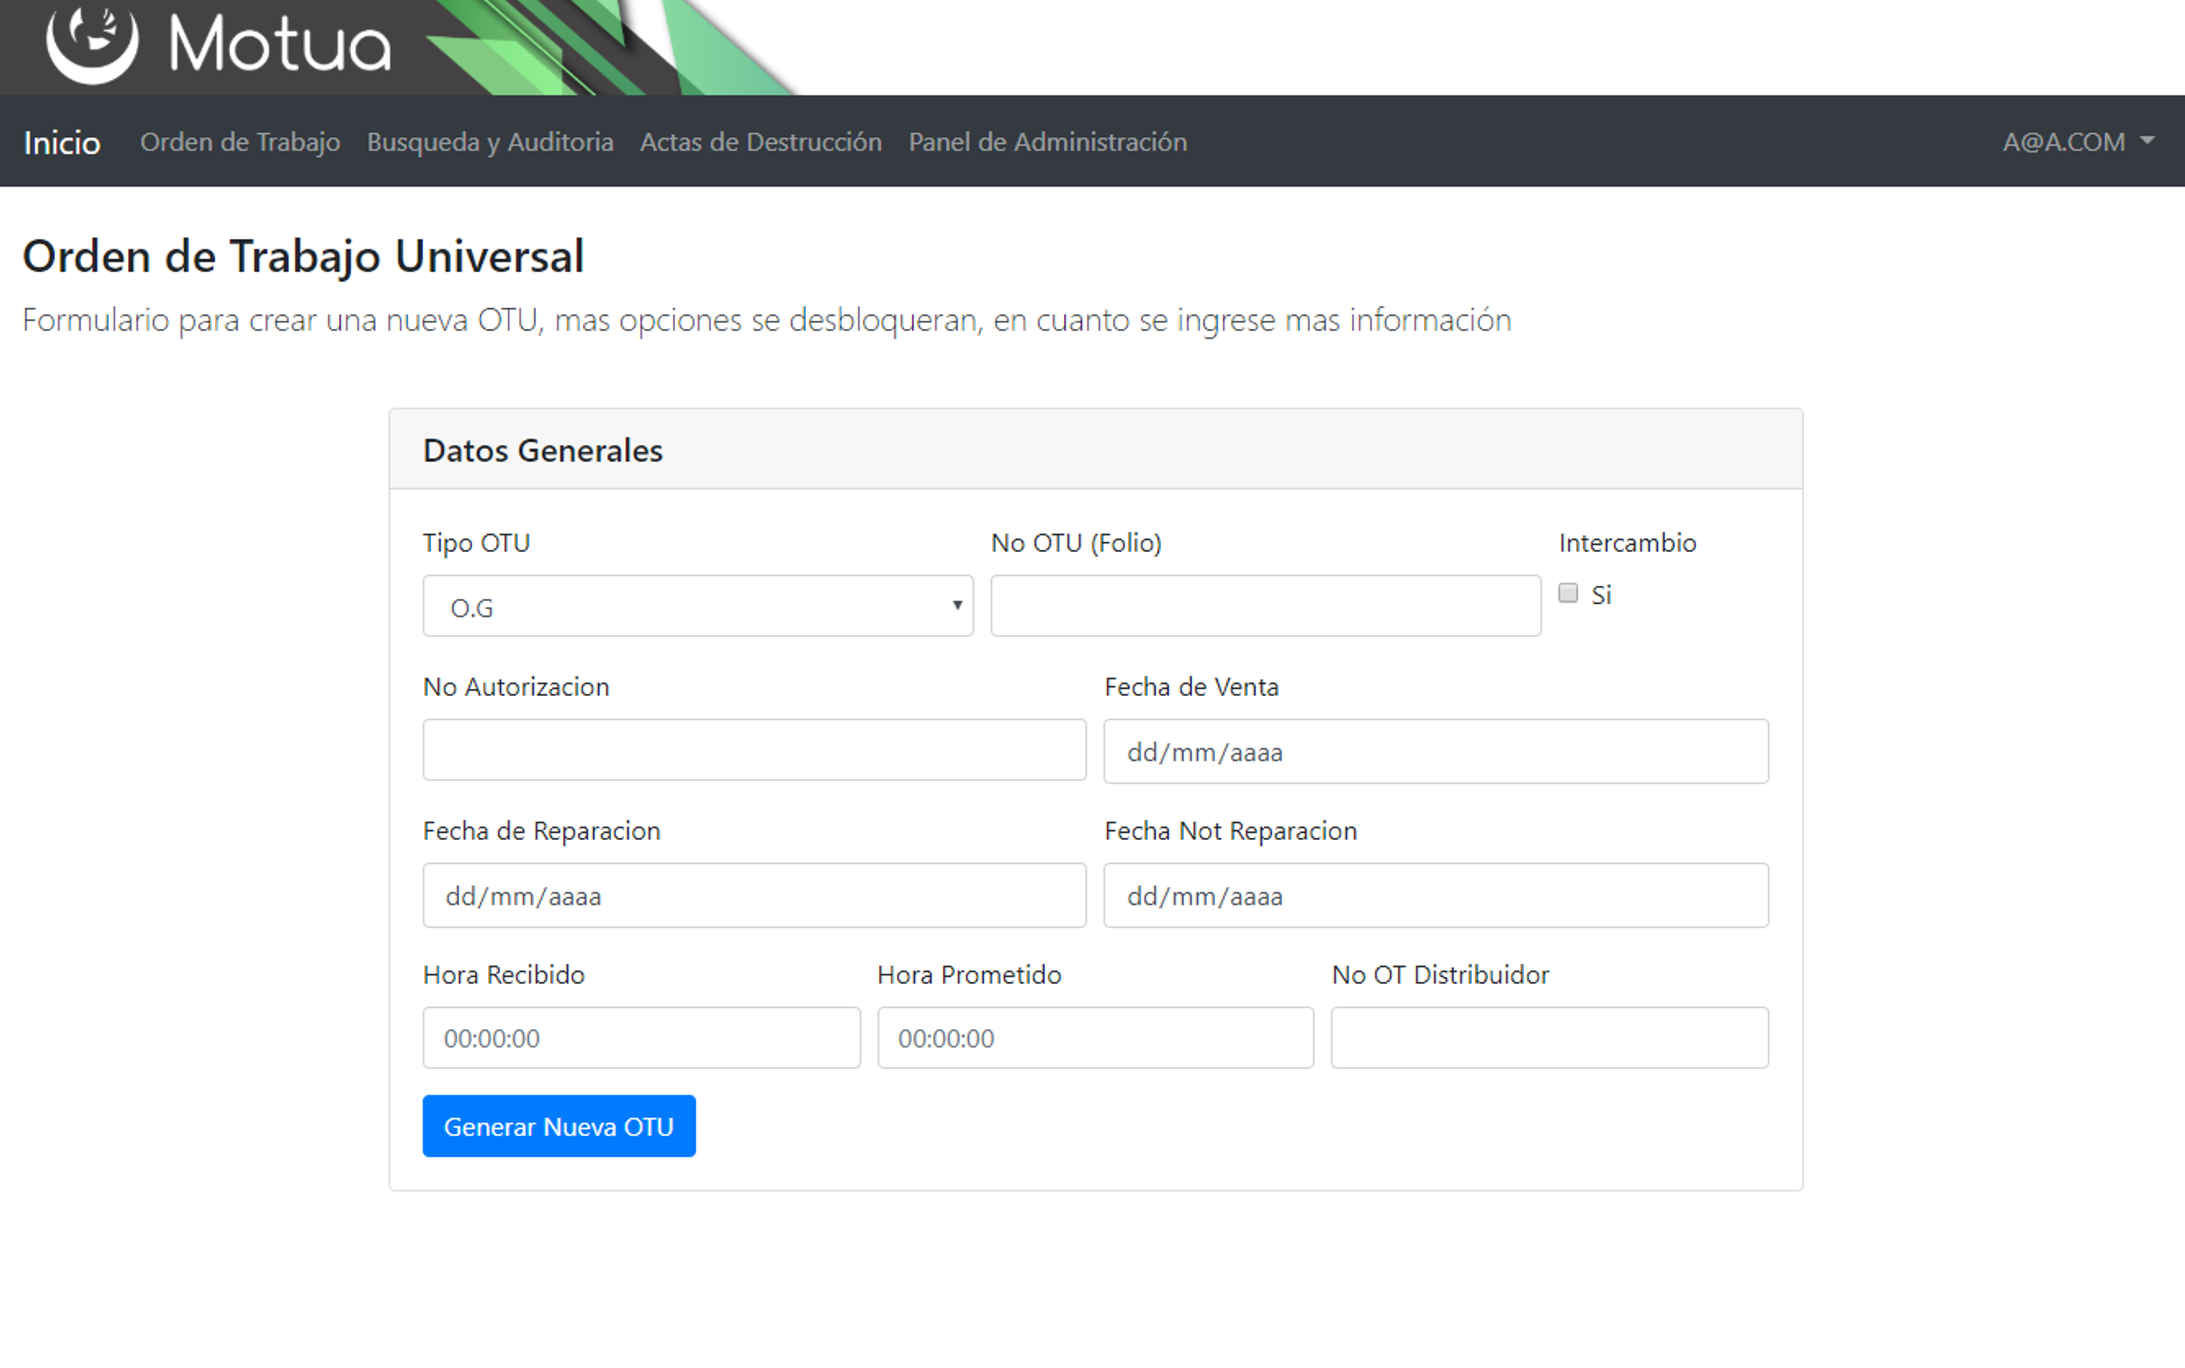 Motua
Inicio Orden de Trabajo Busqueda y Auditoria Actas de Destrucción Panel de Administración A@A.COM
Orden de Trabajo Universal
Formulario para crear una nueva OTU, mas opciones se desbloqueran, en cuanto se ingrese mas información
Datos Generales
Tipo OTU No OTU (Folio) Intercambio
O.G Si
No Autorizacion Fecha de Venta
dd/mm/aaaa
Fecha de Reparacion Fecha Not Reparacion
dd/mm/aaaa dd/mm/aaaa
Hora Recibido Hora Prometido No OT Distribuidor
00:00:00 00:00:00
Generar Nueva OTU